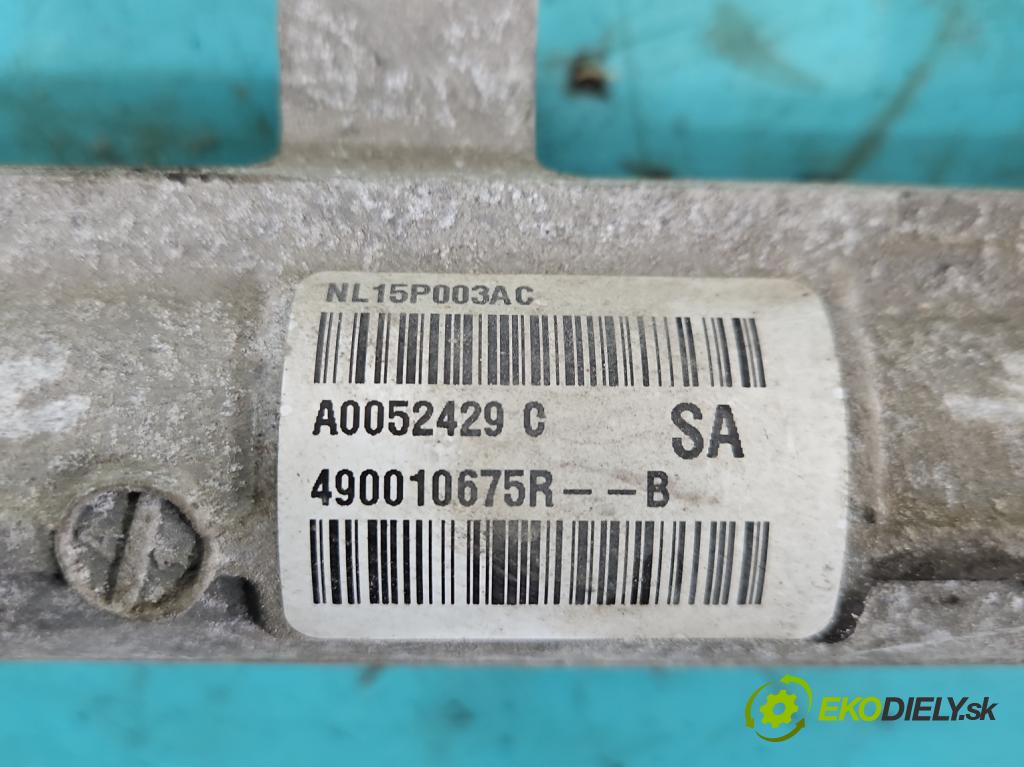 NL15P003AC
A0052429 C
SA
490010675R--B
EKODIELY.sk